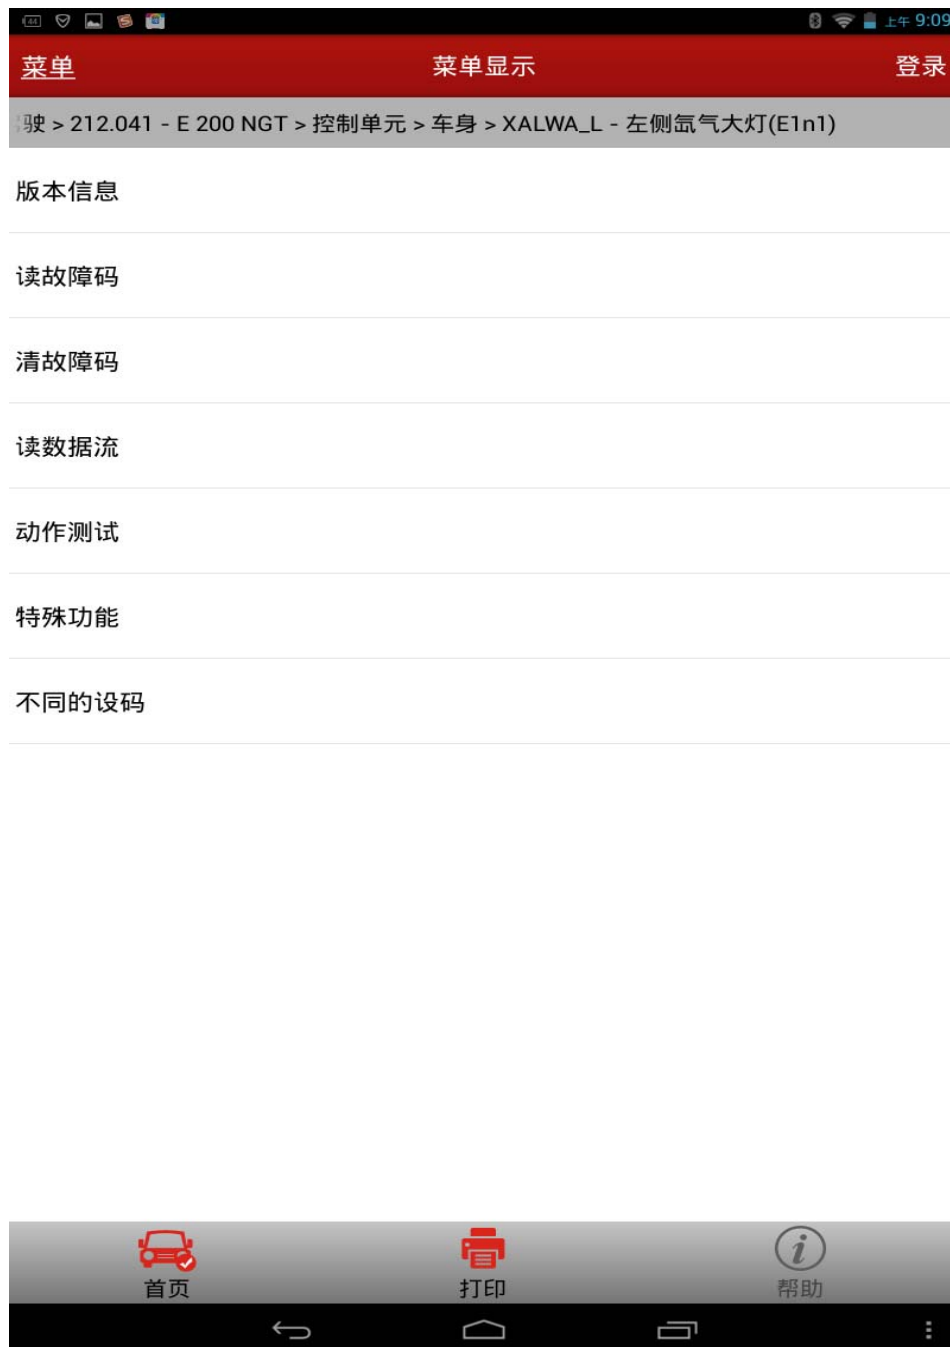 44 上午 9:09
菜单 菜单显示 登录
驶 > 212.041 - E 200 NGT > 控制单元 > 车身 > XALWA_L - 左侧氙气大灯(E1n1)
版本信息
读故障码
清故障码
读数据流
动作测试
特殊功能
不同的设码
首页 打印 帮助